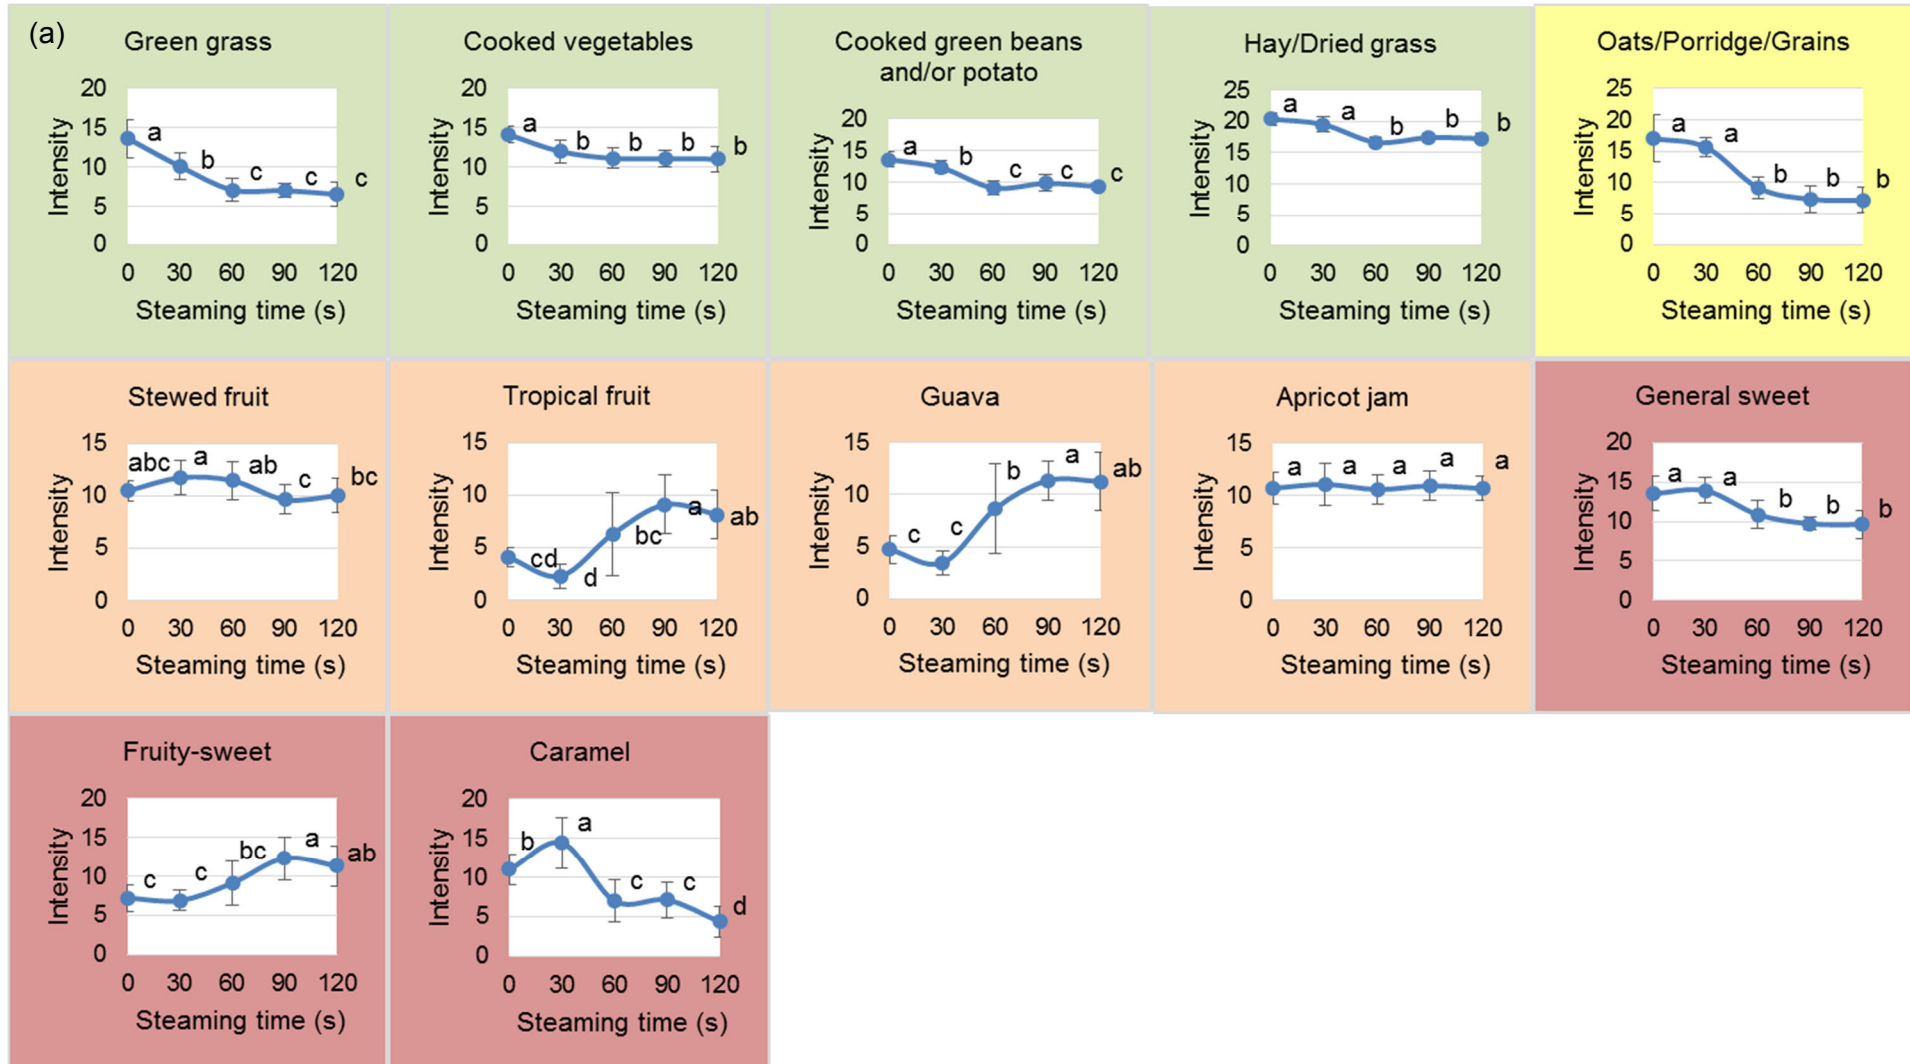 (a)
Green grass
Intensity
20
15
10
5
0
a
b
c
c
c
0 30 60 90 120
Steaming time (s)
Cooked vegetables
Intensity
20
15
10
5
0
a
b
b
b
b
0 30 60 90 120
Steaming time (s)
Cooked green beans
and/or potato
Intensity
20
15
10
5
0
a
b
c
c
c
0 30 60 90 120
Steaming time (s)
Hay/Dried grass
Intensity
25
20
15
10
5
0
a
a
b
b
b
0 30 60 90 120
Steaming time (s)
Oats/Porridge/Grains
Intensity
25
20
15
10
5
0
a
a
b
b
b
0 30 60 90 120
Steaming time (s)
Stewed fruit
Intensity
15
10
5
0
abc
a
ab
c
bc
0 30 60 90 120
Steaming time (s)
Tropical fruit
Intensity
15
10
5
0
cd
d
bc
a
ab
0 30 60 90 120
Steaming time (s)
Guava
Intensity
15
10
5
0
c
c
b
a
ab
0 30 60 90 120
Steaming time (s)
Apricot jam
Intensity
15
10
5
0
a
a
a
a
a
0 30 60 90 120
Steaming time (s)
General sweet
Intensity
20
15
10
5
0
a
a
b
b
b
0 30 60 90 120
Steaming time (s)
Fruity-sweet
Intensity
20
15
10
5
0
c
c
bc
a
ab
0 30 60 90 120
Steaming time (s)
Caramel
Intensity
20
15
10
5
0
b
a
c
c
d
0 30 60 90 120
Steaming time (s)